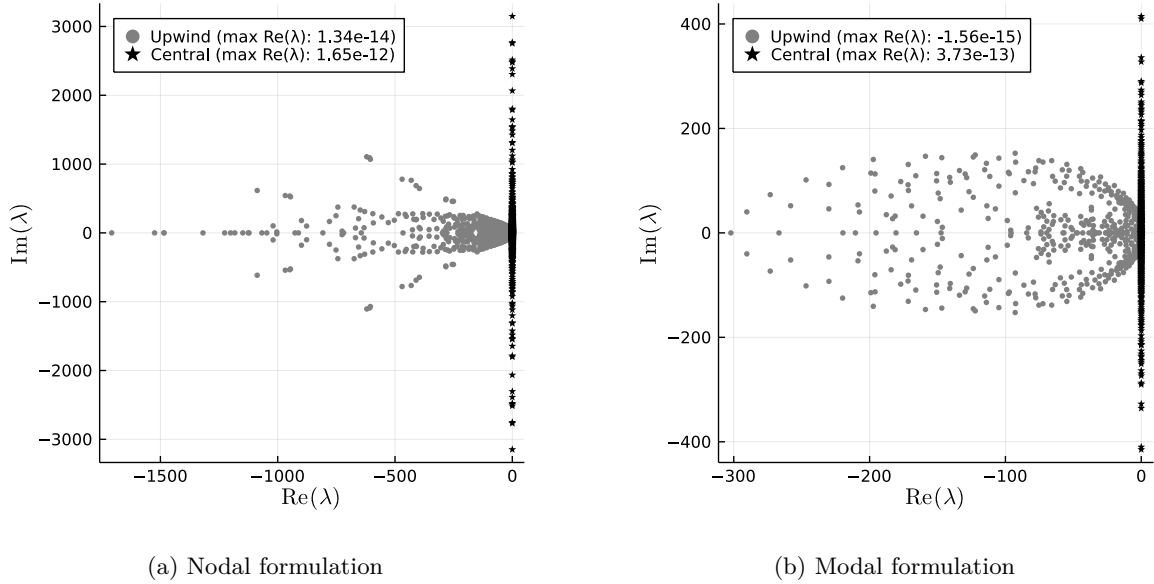 Upwind (max Re(λ): 1.34e-14)
Central (max Re(λ): 1.65e-12)
3000
2000
1000
0
−1000
−2000
−3000
Im(λ)
−1500
−1000
−500
0
Re(λ)
(a) Nodal formulation
Upwind (max Re(λ): -1.56e-15)
Central (max Re(λ): 3.73e-13)
400
200
0
−200
−400
Im(λ)
−300
−200
−100
0
Re(λ)
(b) Modal formulation